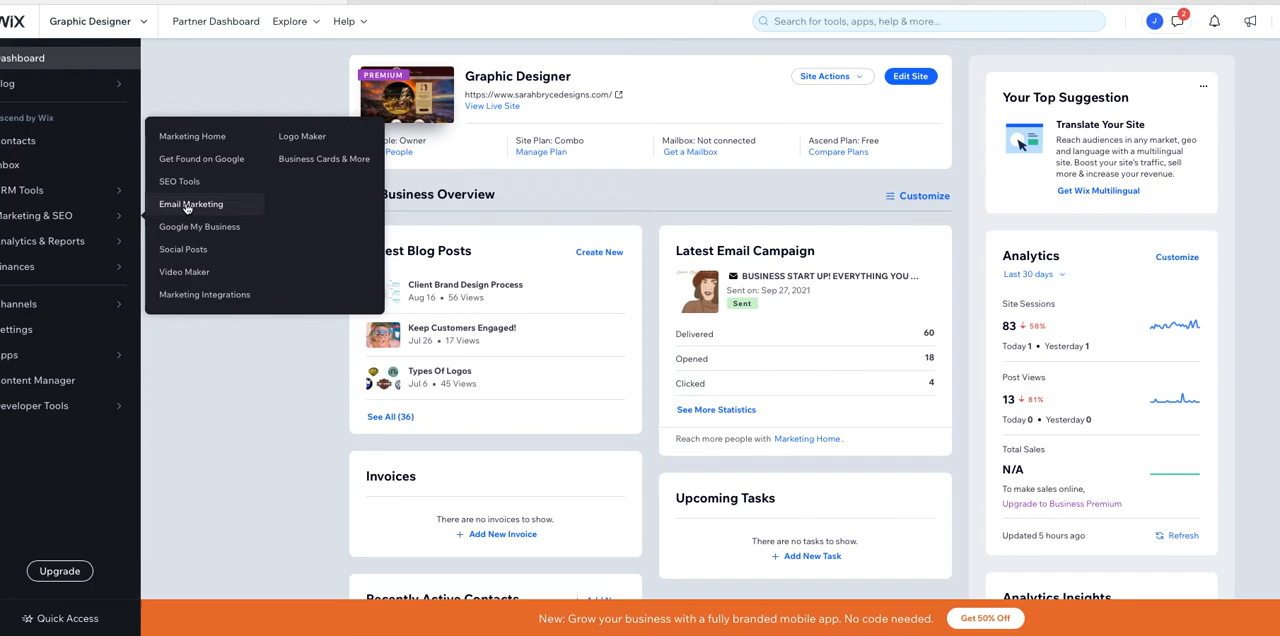 WiX
Graphic Designer
Partner Dashboard
Explore
Help
Search for tools, apps, help & more...
J
2
ashboard
log
scend by Wix
ontacts
nbox
RM Tools
arketing & SEO
nalytics & Reports
inances
hannels
ettings
pps
ontent Manager
eveloper Tools
Upgrade
Quick Access
Marketing Home
Get Found on Google
SEO Tools
Email Marketing
Google My Business
Social Posts
Video Maker
Marketing Integrations
Logo Maker
Business Cards & More
PREMIUM
Graphic Designer
https://www.sarahbrycedesigns.com/
View Live Site
Site Actions
Edit Site
ole: Owner
People
Site Plan: Combo
Manage Plan
Mailbox: Not connected
Get a Mailbox
Ascend Plan: Free
Compare Plans
Business Overview
Customize
est Blog Posts
Create New
Client Brand Design Process
Aug 16 • 56 Views
Keep Customers Engaged!
Jul 26 • 17 Views
Types Of Logos
Jul 6 • 45 Views
See All (36)
Latest Email Campaign
BUSINESS START UP! EVERYTHING YOU ...
Sent on: Sep 27, 2021
Sent
Delivered 60
Opened 18
Clicked 4
See More Statistics
Reach more people with Marketing Home .
Invoices
There are no invoices to show.
+ Add New Invoice
Upcoming Tasks
There are no tasks to show.
+ Add New Task
Recently Active Contacts
Your Top Suggestion
...
Translate Your Site
Reach audiences in any market, geo
and language with a multilingual
site. Boost your site's traffic, sell
more & increase your revenue.
Get Wix Multilingual
Analytics
Customize
Last 30 days
Site Sessions
83 ↓ 58%
Today 1 • Yesterday 1
Post Views
13 ↓ 81%
Today 0 • Yesterday 0
Total Sales
N/A
To make sales online,
Upgrade to Business Premium
Updated 5 hours ago
Refresh
Analytics Insights
New: Grow your business with a fully branded mobile app. No code needed.
Get 50% Off